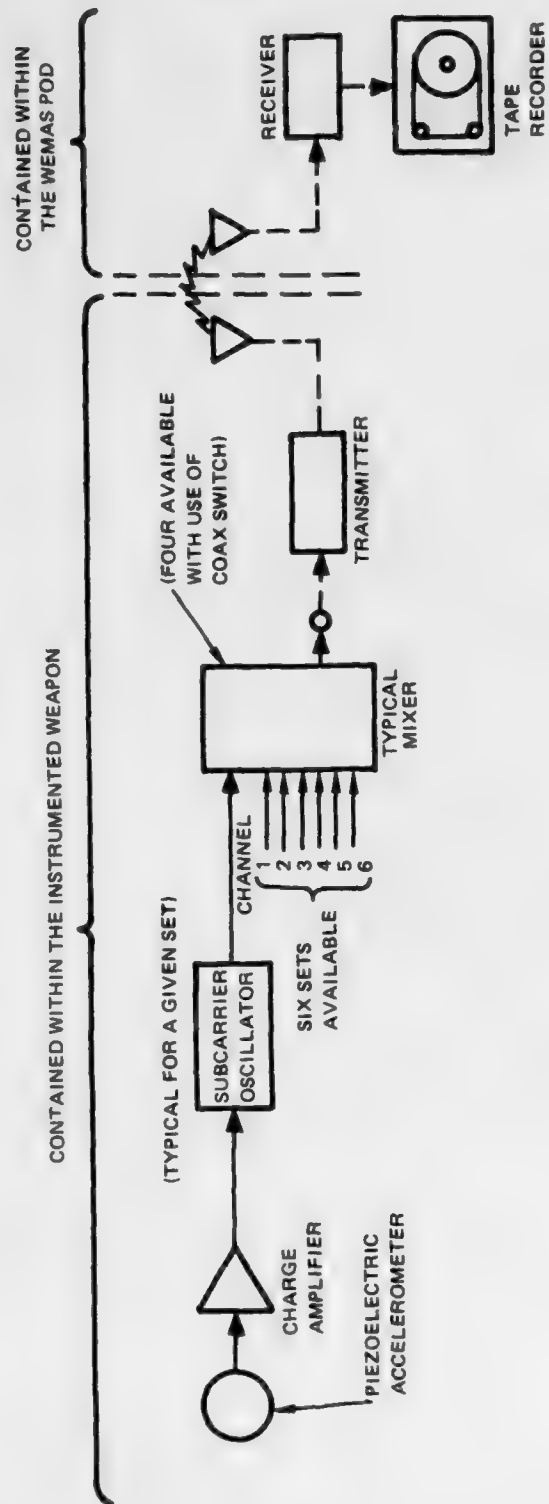 CONTAINED WITHIN THE INSTRUMENTED WEAPON
CONTAINED WITHIN
THE WEMAS POD
PIEZOELECTRIC
ACCELEROMETER
CHARGE
AMPLIFIER
(TYPICAL FOR A GIVEN SET)
SUBCARRIER
OSCILLATOR
CHANNEL
1
2
3
4
5
6
SIX SETS
AVAILABLE
(FOUR AVAILABLE
WITH USE OF
COAX SWITCH)
TYPICAL
MIXER
TRANSMITTER
RECEIVER
TAPE
RECORDER